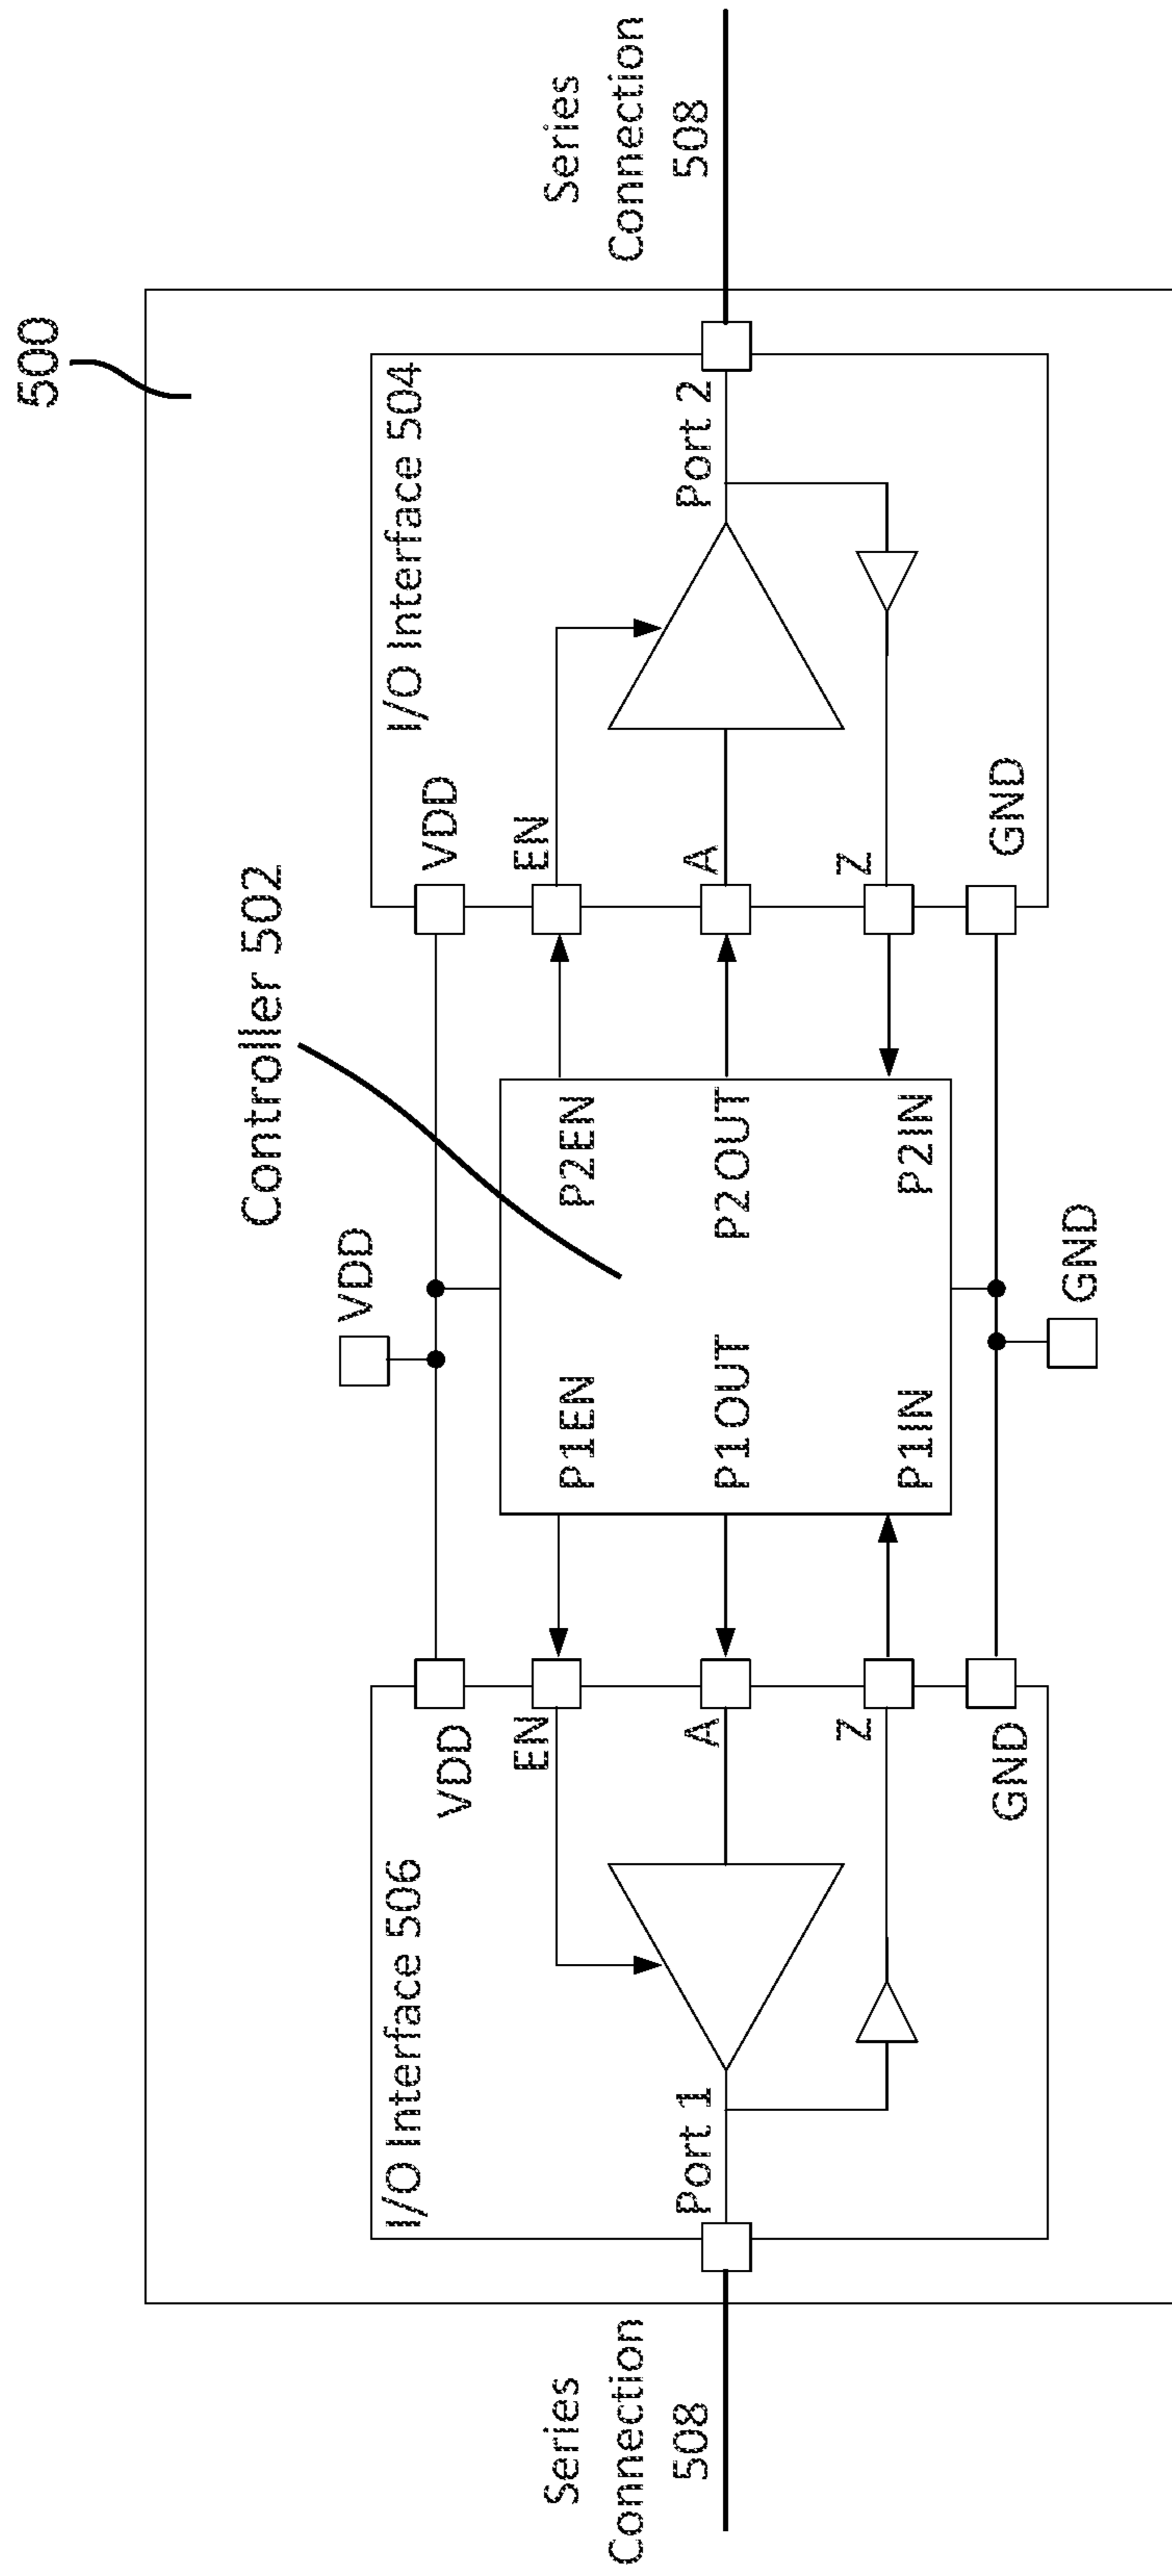 500
Controller 502
VDD
I/O Interface 506
I/O Interface 504
VDD
VDD
EN
EN
P1EN
P2EN
Series
Connection
508
Series
Connection
508
Port 1
Port 2
A
A
P1OUT
P2OUT
Z
Z
P1IN
P2IN
GND
GND
GND